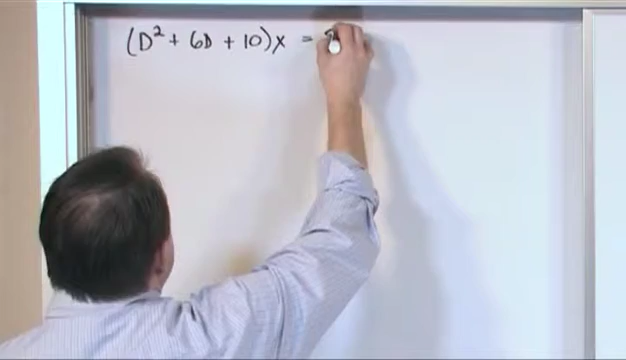 (D² + 6D + 10)x =